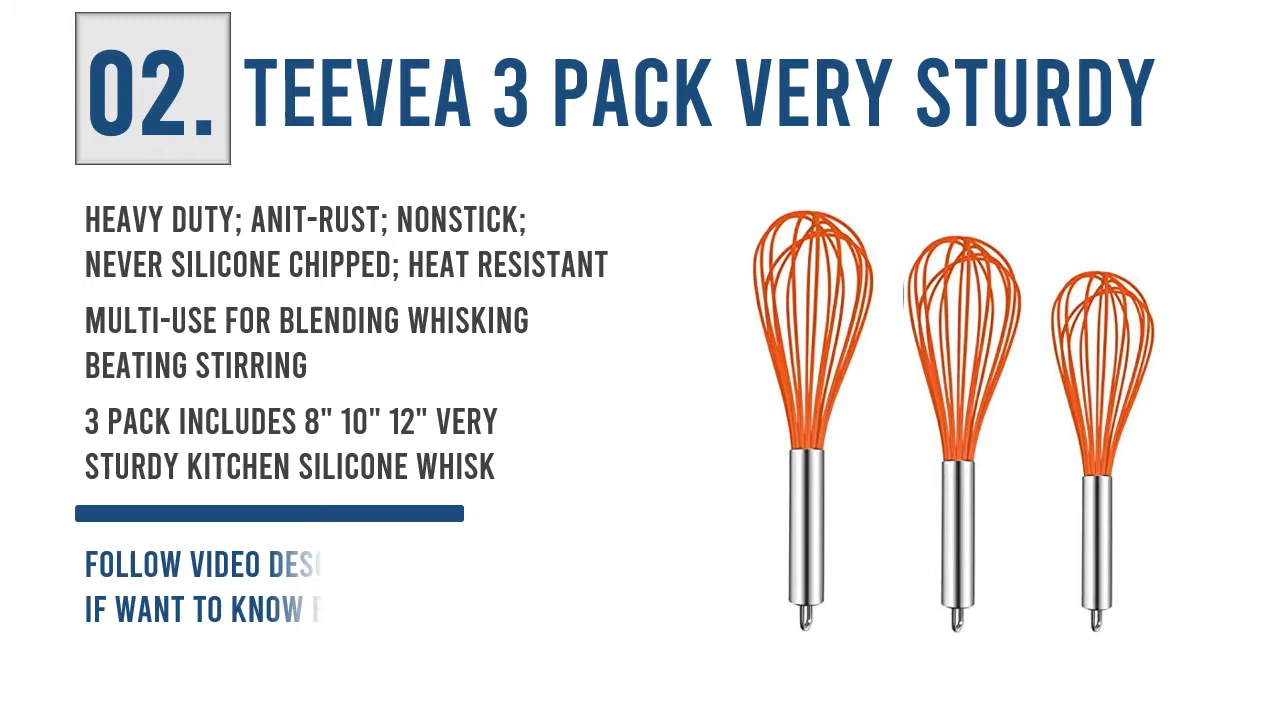 02. TEEVEA 3 PACK VERY STURDY
HEAVY DUTY; ANIT-RUST; NONSTICK;
NEVER SILICONE CHIPPED; HEAT RESISTANT
MULTI-USE FOR BLENDING WHISKING
BEATING STIRRING
3 PACK INCLUDES 8" 10" 12" VERY
STURDY KITCHEN SILICONE WHISK
FOLLOW VIDEO
IF WANT TO KNOW